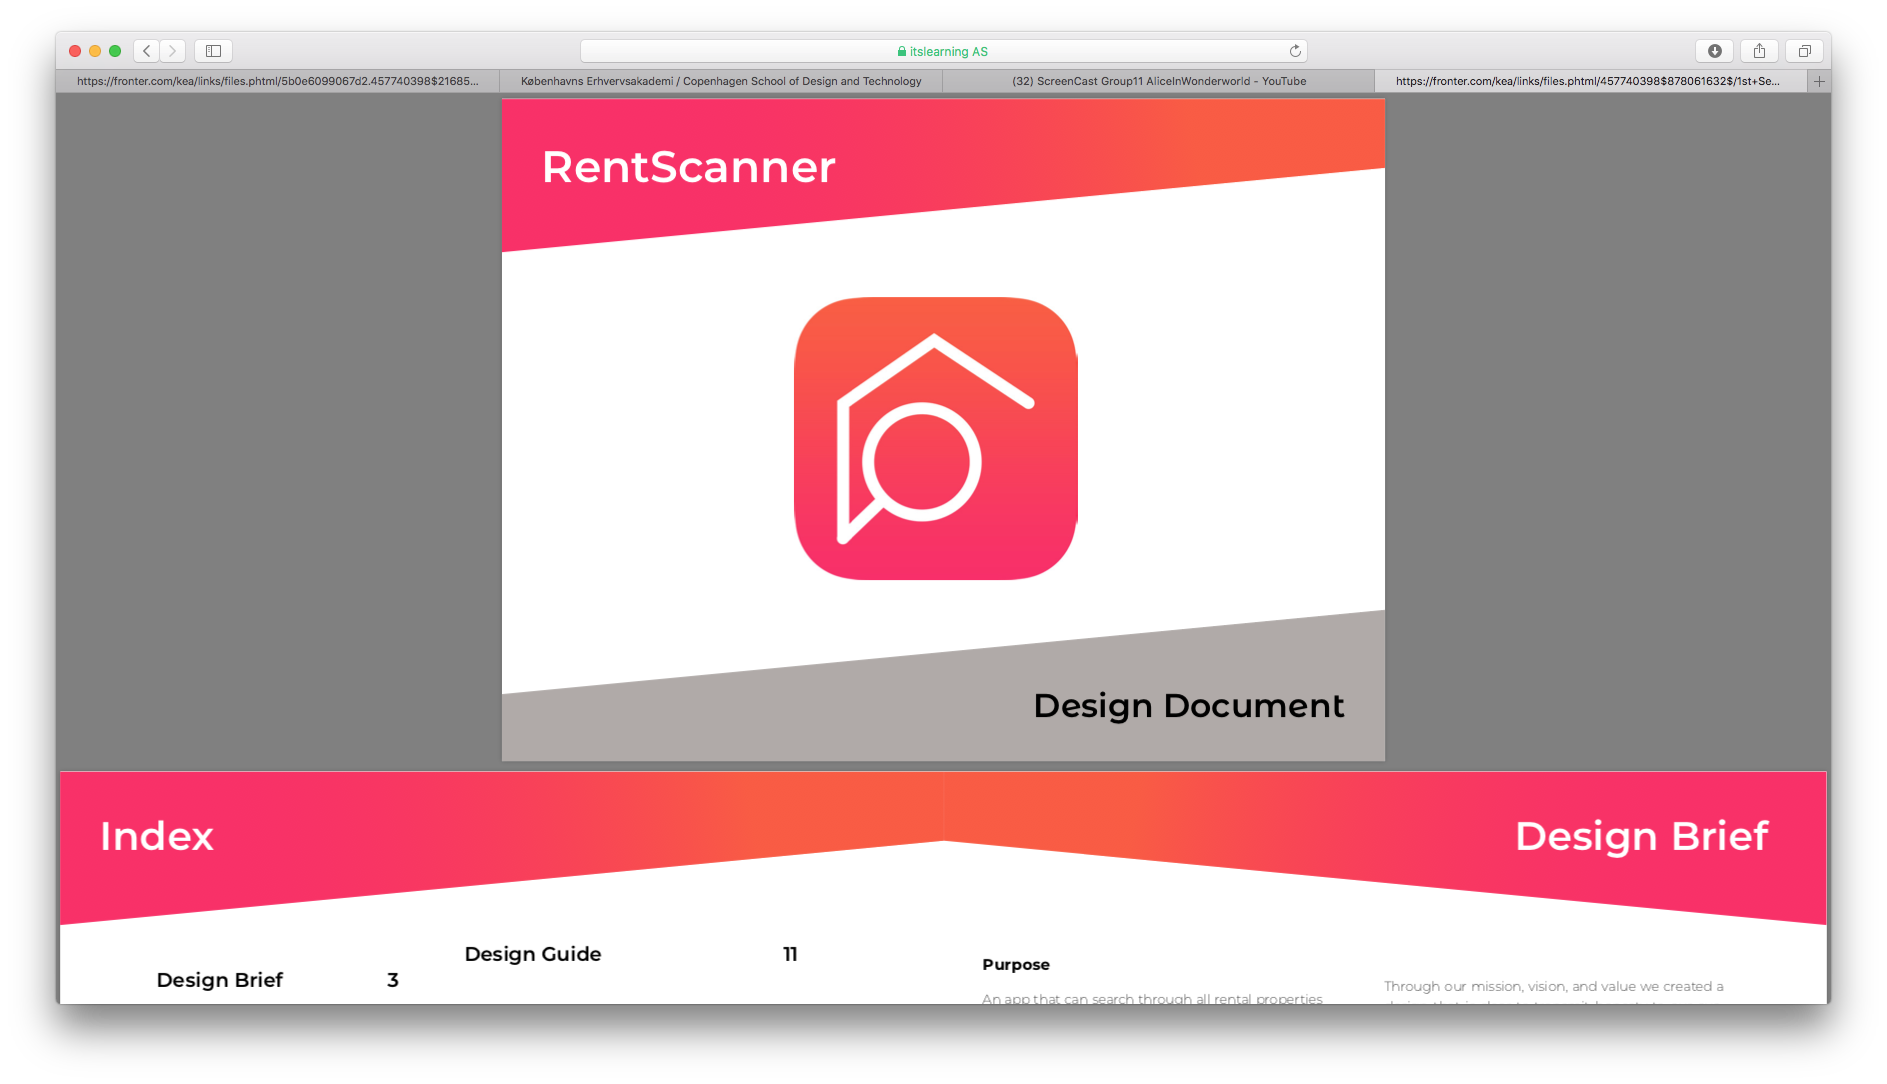 itslearning AS
https://fronter.com/kea/links/files.phtml/5b0e6099067d2.457740398$21685...
Københavns Erhvervsakademi / Copenhagen School of Design and Technology
(32) ScreenCast Group11 AliceInWonderworld - YouTube
https://fronter.com/kea/links/files.phtml/457740398$878061632$/1st+Se...
RentScanner
Design Document
Index
Design Brief
Design Guide 11
Design Brief 3
Purpose
An app that can search through all rental properties
Through our mission, vision, and value we created a